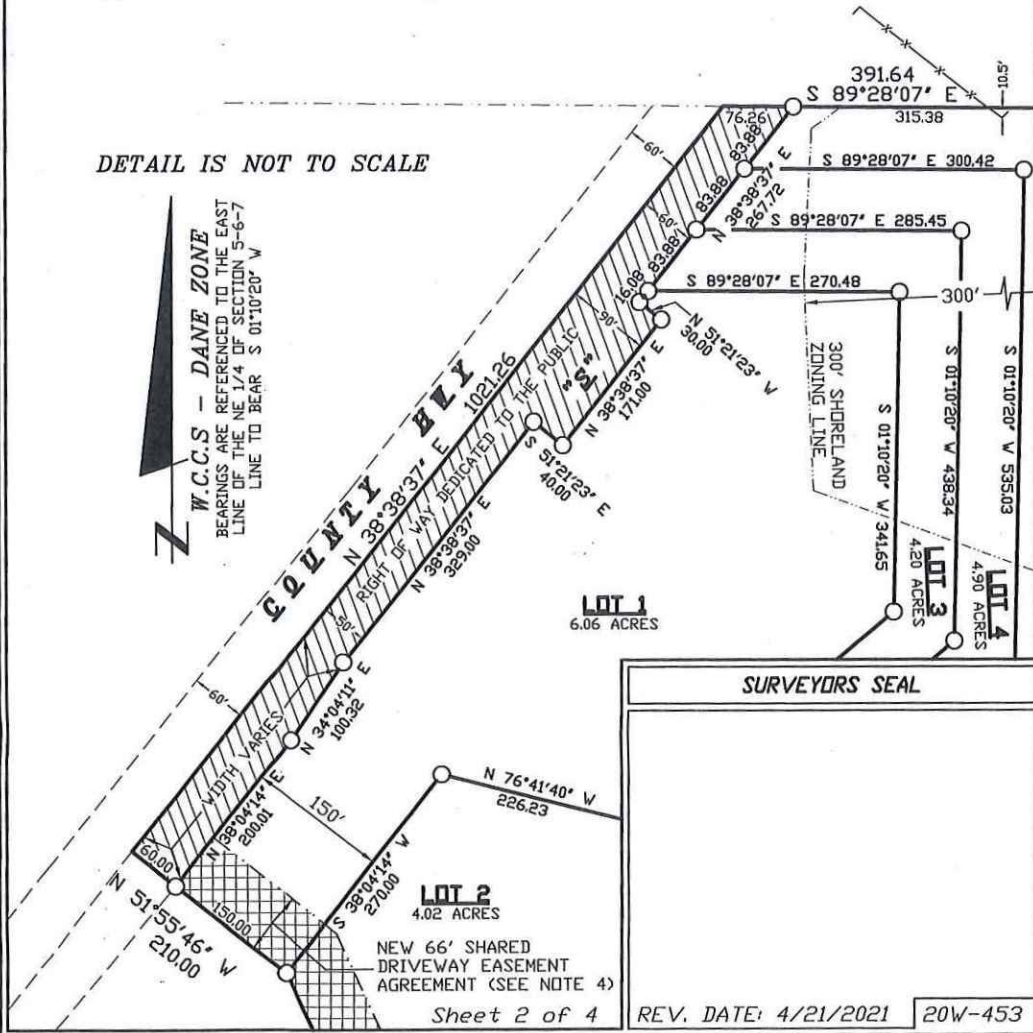 391.64
S 89°28'07" E
10.5'
76.26
315.38
DETAIL IS NOT TO SCALE
60'
83.88
S 89°28'07" E 300.42
N 38°38'37" E
267.72
83.88
60'
S 89°28'07" E 285.45
83.88
W.C.C.S - DANE ZONE
BEARINGS ARE REFERENCED TO THE EAST
LINE OF THE NE 1/4 OF SECTION 5-6-7
LINE TO BEAR S 01°10'20" W
16.08
S 89°28'07" E 270.48
300'
N 51°21'23" W
30.00
90'
COUNTY HWY "S"
N 38°38'37" E 1021.26
RIGHT OF WAY DEDICATED TO THE PUBLIC
N 38°38'37" E
171.00
300' SHORELAND
ZONING LINE
S 01°10'20" W 341.65
S 01°10'20" W 438.34
S 01°10'20" W 535.03
S 51°21'23" E
40.00
N 38°38'37" E
329.00
LOT 3
4.20 ACRES
LOT 4
4.90 ACRES
LOT 1
6.06 ACRES
50'
60'
WIDTH VARIES
N 34°04'11" E
100.32
SURVEYORS SEAL
N 38°04'14" E
200.01
150'
N 76°41'40" W
226.23
60.00
N 51°55'46" W
210.00
150.00
S 38°04'14" W
270.00
LOT 2
4.02 ACRES
NEW 66' SHARED
DRIVEWAY EASEMENT
AGREEMENT (SEE NOTE 4)
Sheet 2 of 4
REV. DATE: 4/21/2021
20W-453